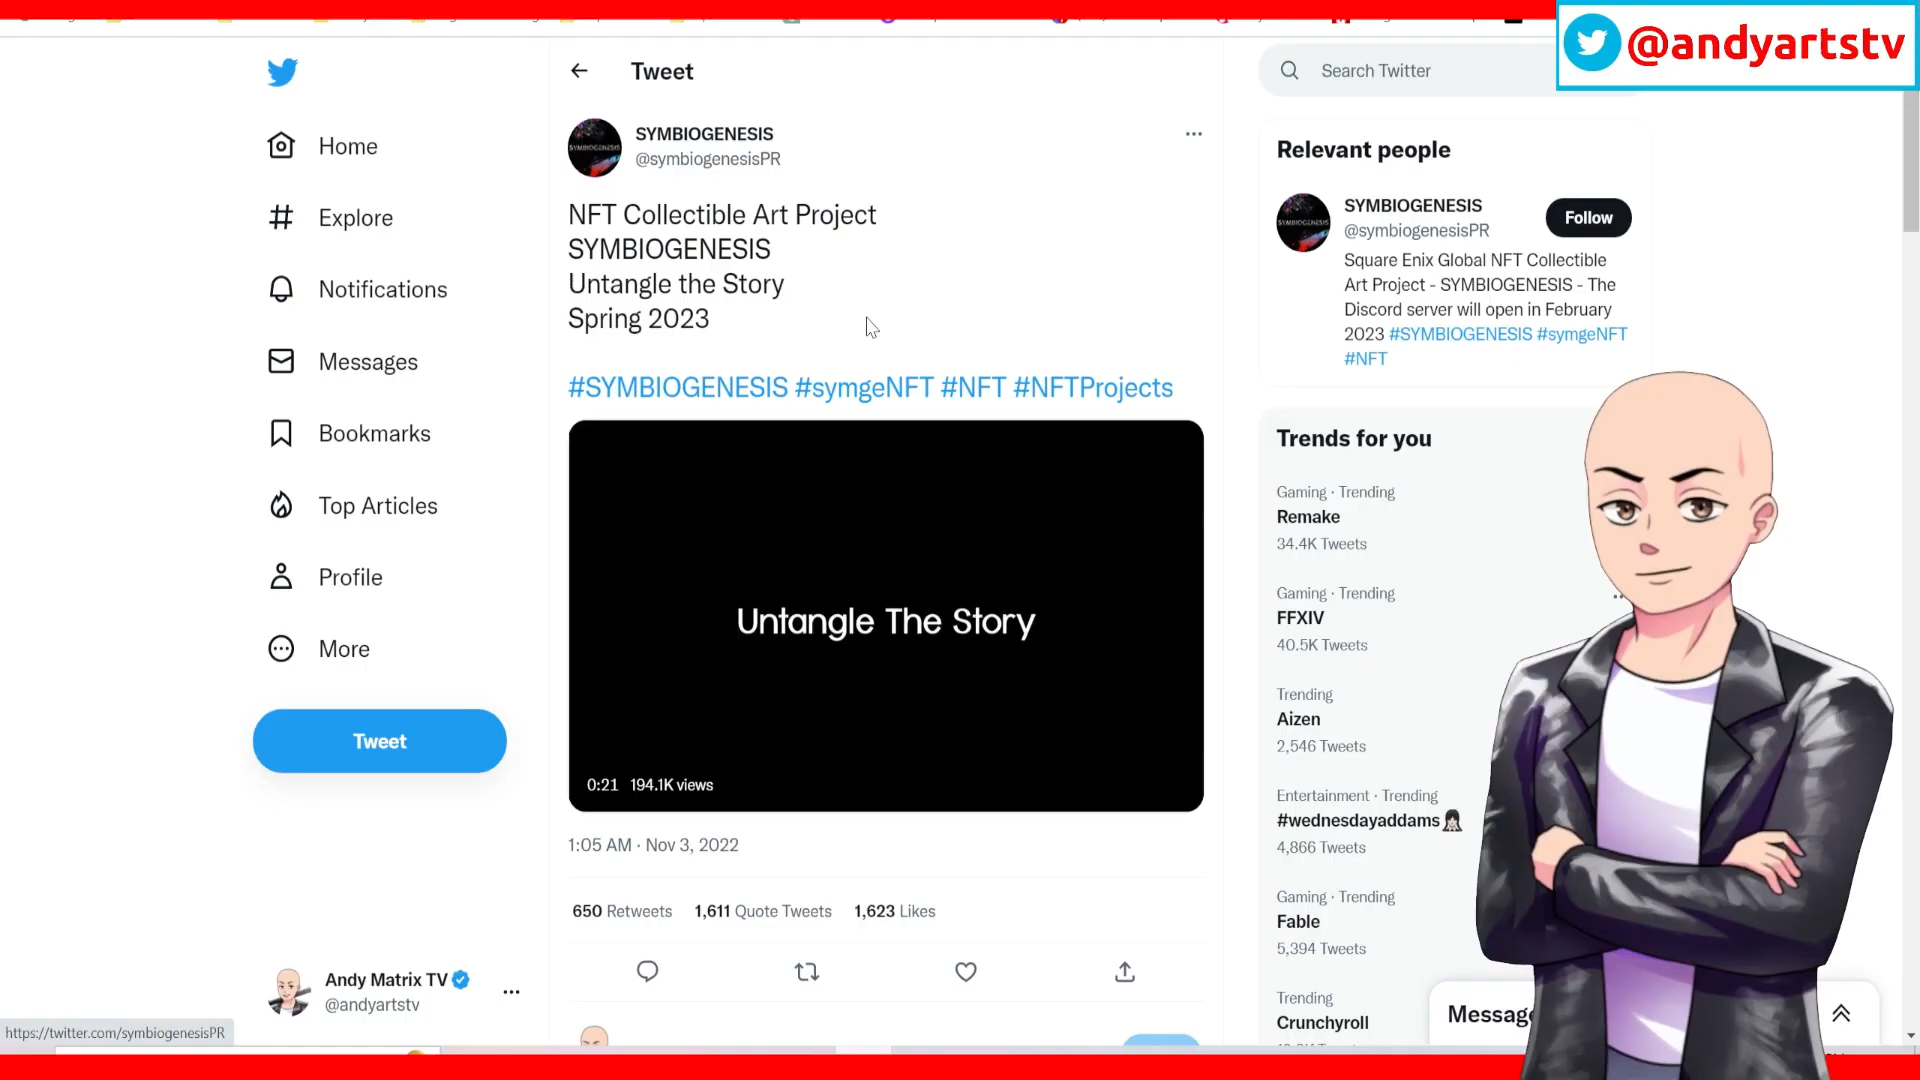 @andyartstv
Tweet
Search Twitter
Home
Explore
Notifications
Messages
Bookmarks
Top Articles
Profile
More
Tweet
Andy Matrix TV
@andyartstv
https://twitter.com/symbiogenesisPR
SYMBIOGENESIS
@symbiogenesisPR
NFT Collectible Art Project
SYMBIOGENESIS
Untangle the Story
Spring 2023
#SYMBIOGENESIS #symgeNFT #NFT #NFTProjects
Untangle The Story
0:21 194.1K views
1:05 AM · Nov 3, 2022
650 Retweets 1,611 Quote Tweets 1,623 Likes
Relevant people
SYMBIOGENESIS
@symbiogenesisPR
Follow
Square Enix Global NFT Collectible
Art Project - SYMBIOGENESIS - The
Discord server will open in February
2023 #SYMBIOGENESIS #symgeNFT
#NFT
Trends for you
Gaming · Trending
Remake
34.4K Tweets
Gaming · Trending
FFXIV
40.5K Tweets
Trending
Aizen
2,546 Tweets
Entertainment · Trending
#wednesdayaddams
4,866 Tweets
Gaming · Trending
Fable
5,394 Tweets
Trending
Crunchyroll
Message